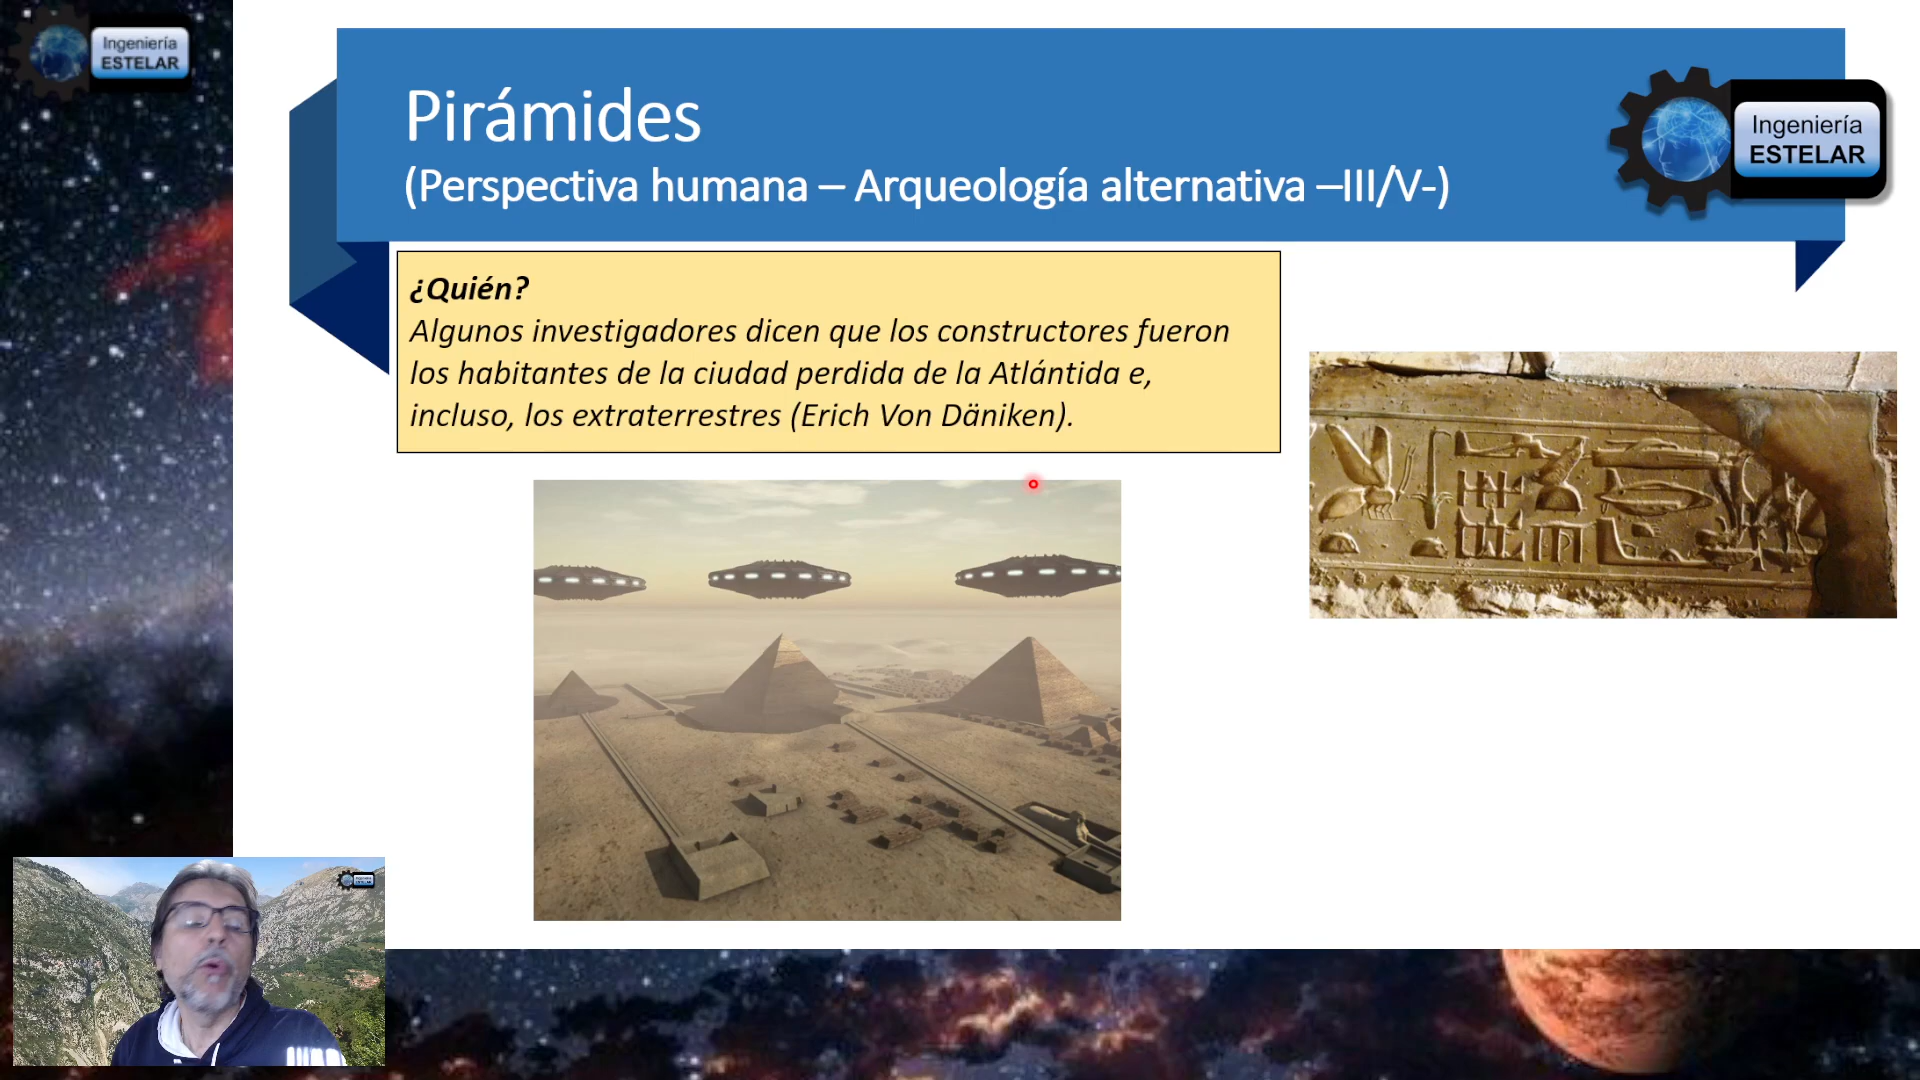 Ingeniería
ESTELAR
Pirámides
(Perspectiva humana – Arqueología alternativa –III/V-)
Ingeniería
ESTELAR
¿Quién?
Algunos investigadores dicen que los constructores fueron
los habitantes de la ciudad perdida de la Atlántida e,
incluso, los extraterrestres (Erich Von Däniken).